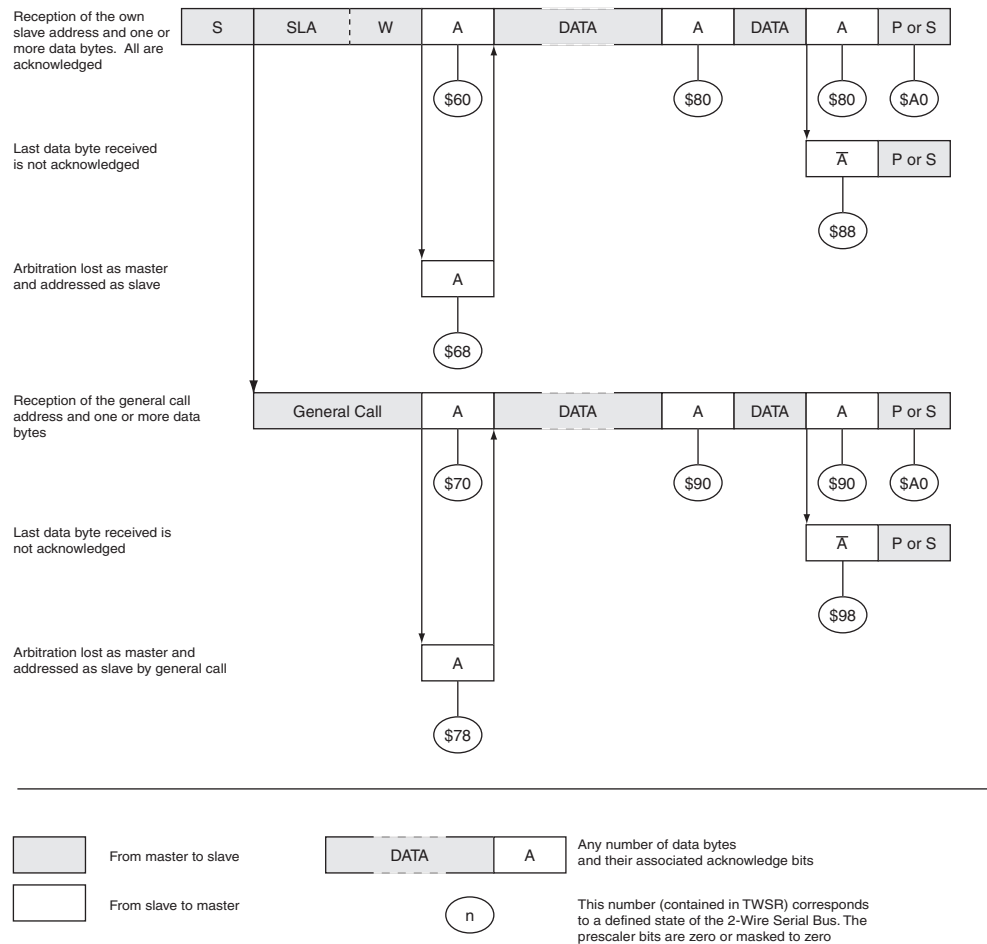 Reception of the own
slave address and one or
more data bytes. All are
acknowledged
S SLA W A DATA A DATA A P or S
$60 $80 $80 $A0
Last data byte received
is not acknowledged
A̅ P or S
$88
Arbitration lost as master
and addressed as slave
A
$68
Reception of the general call
address and one or more data
bytes
General Call A DATA A DATA A P or S
$70 $90 $90 $A0
Last data byte received is
not acknowledged
A̅ P or S
$98
Arbitration lost as master and
addressed as slave by general call
A
$78
From master to slave
DATA A
Any number of data bytes
and their associated acknowledge bits
From slave to master
n
This number (contained in TWSR) corresponds
to a defined state of the 2-Wire Serial Bus. The
prescaler bits are zero or masked to zero